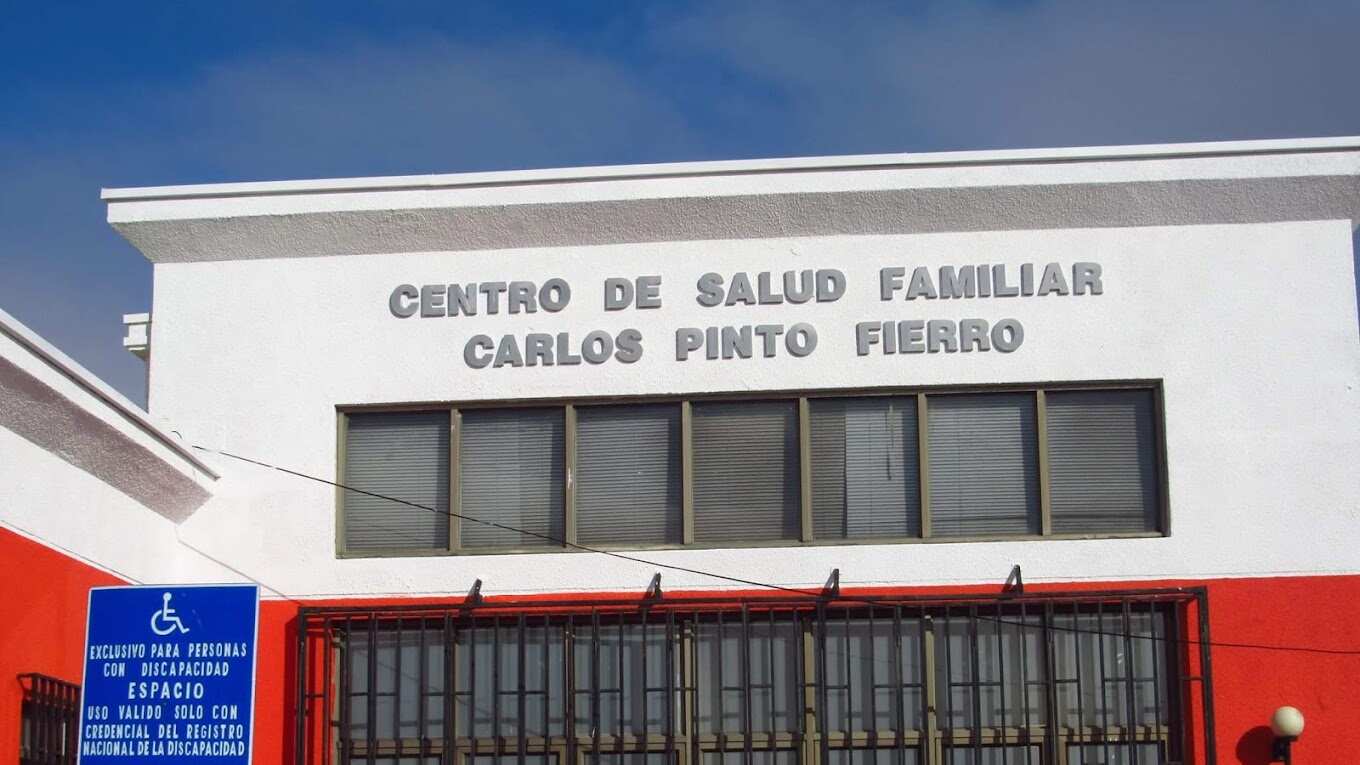 CENTRO DE SALUD FAMILIAR
CARLOS PINTO FIERRO
EXCLUSIVO PARA PERSONAS
CON DISCAPACIDAD
ESPACIO
USO VALIDO SOLO CON
CREDENCIAL DEL REGISTRO
NACIONAL DE LA DISCAPACIDAD